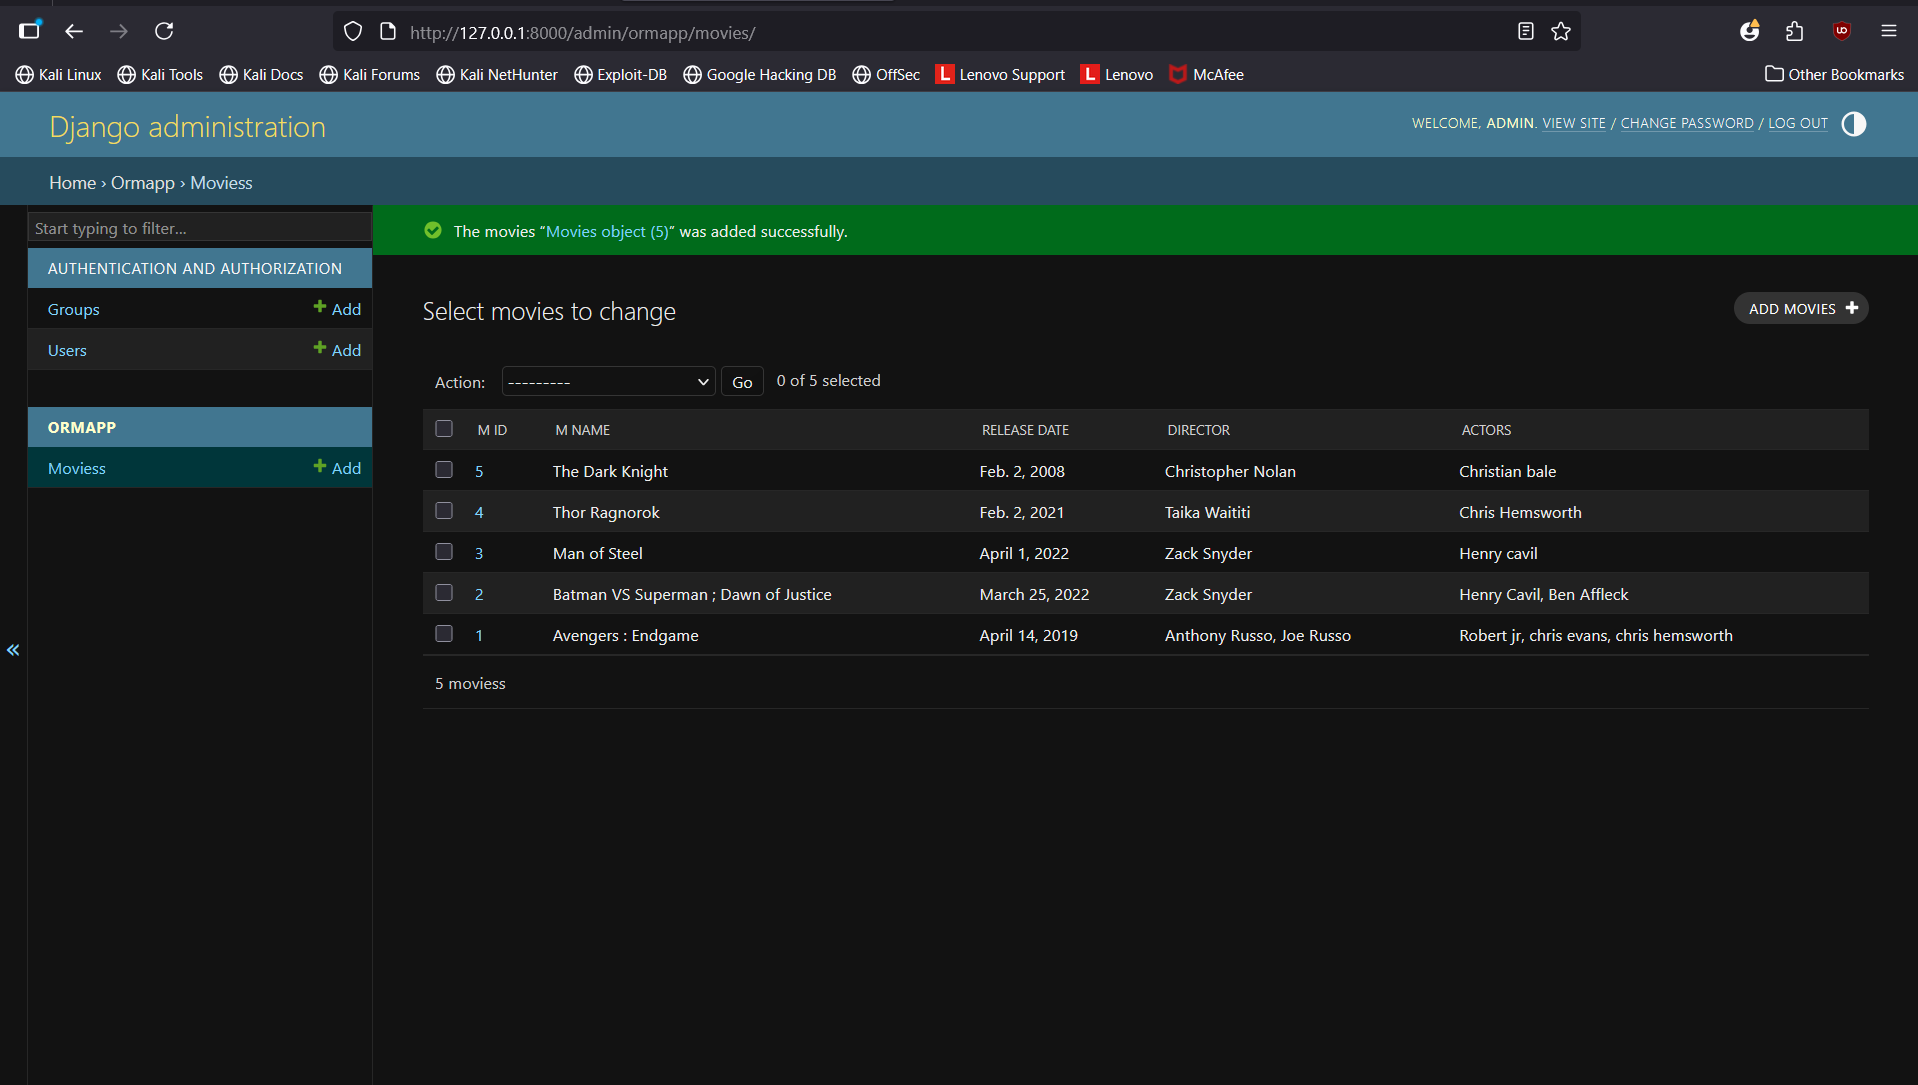 http://127.0.0.1:8000/admin/ormapp/movies/
Kali Linux Kali Tools Kali Docs Kali Forums Kali NetHunter Exploit-DB Google Hacking DB OffSec L Lenovo Support L Lenovo McAfee Other Bookmarks
Django administration
WELCOME, ADMIN. VIEW SITE / CHANGE PASSWORD / LOG OUT
Home › Ormapp › Moviess
Start typing to filter...
AUTHENTICATION AND AUTHORIZATION
Groups + Add
Users + Add
ORMAPP
Moviess + Add
«
The movies “Movies object (5)” was added successfully.
Select movies to change
ADD MOVIES +
Action: --------- Go 0 of 5 selected
M ID M NAME RELEASE DATE DIRECTOR ACTORS
5 The Dark Knight Feb. 2, 2008 Christopher Nolan Christian bale
4 Thor Ragnorok Feb. 2, 2021 Taika Waititi Chris Hemsworth
3 Man of Steel April 1, 2022 Zack Snyder Henry cavil
2 Batman VS Superman ; Dawn of Justice March 25, 2022 Zack Snyder Henry Cavil, Ben Affleck
1 Avengers : Endgame April 14, 2019 Anthony Russo, Joe Russo Robert jr, chris evans, chris hemsworth
5 moviess